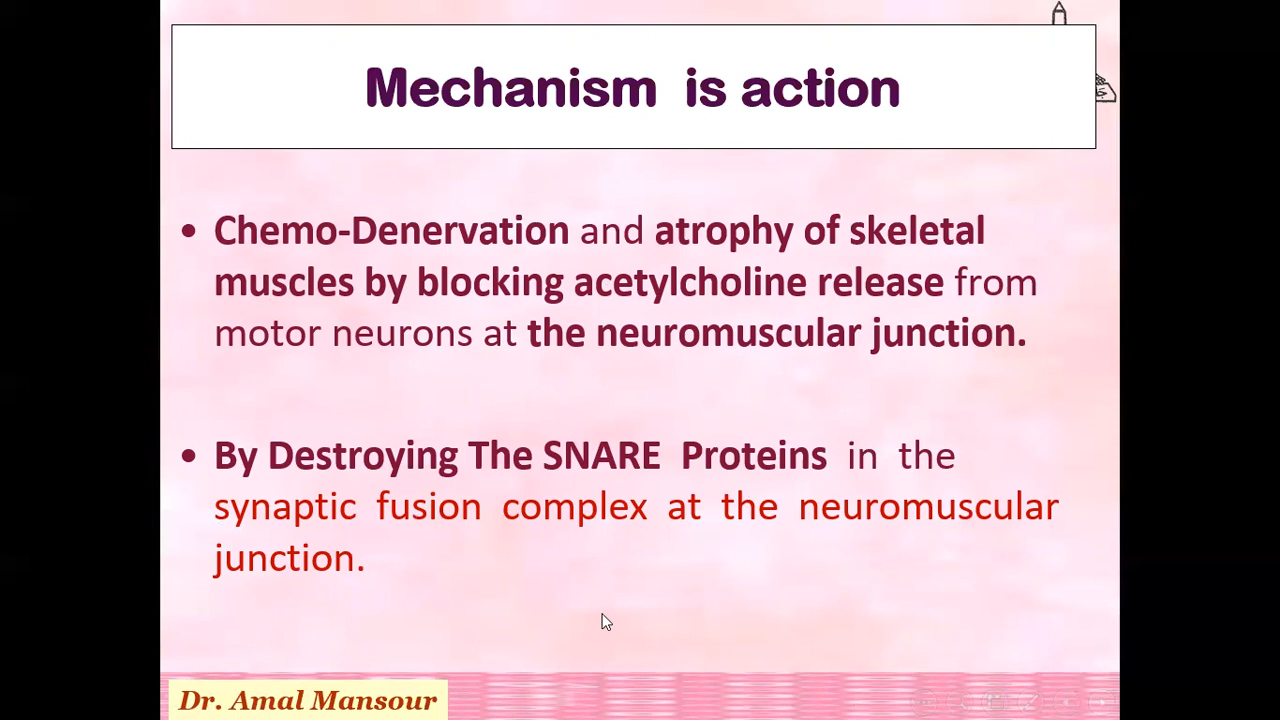 Mechanism is action
• Chemo-Denervation and atrophy of skeletal
muscles by blocking acetylcholine release from
motor neurons at the neuromuscular junction.
• By Destroying The SNARE Proteins in the
synaptic fusion complex at the neuromuscular
junction.
Dr. Amal Mansour